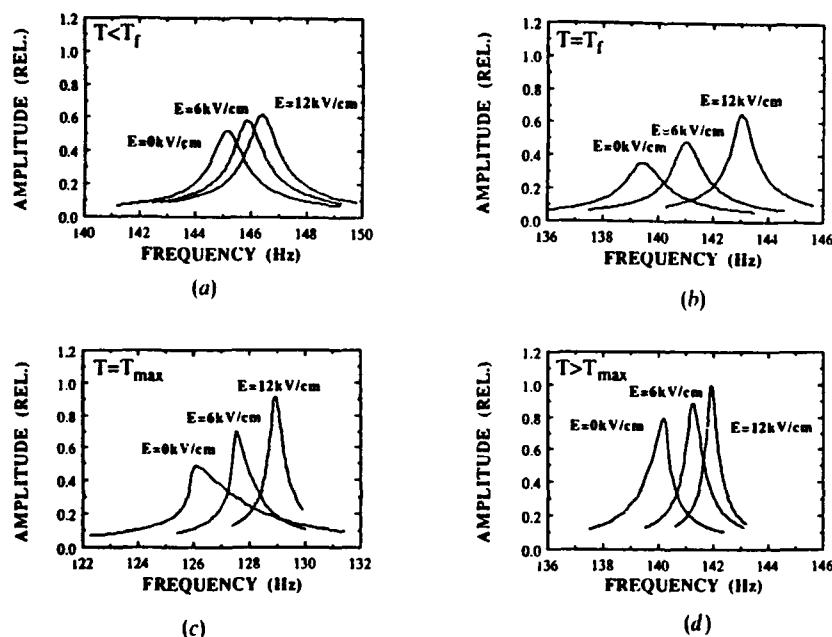 T<Tf
AMPLITUDE (REL.)
1.2
1.0
0.8
0.6
0.4
0.2
0.0
E=0kV/cm
E=6kV/cm
E=12kV/cm
140 142 144 146 148 150
FREQUENCY (Hz)
(a)
T=Tf
AMPLITUDE (REL.)
1.2
1.0
0.8
0.6
0.4
0.2
0.0
E=0kV/cm
E=6kV/cm
E=12kV/cm
136 138 140 142 144 146
FREQUENCY (Hz)
(b)
T=Tmax
AMPLITUDE (REL.)
1.2
1.0
0.8
0.6
0.4
0.2
0.0
E=0kV/cm
E=6kV/cm
E=12kV/cm
122 124 126 128 130 132
FREQUENCY (Hz)
(c)
T>Tmax
AMPLITUDE (REL.)
1.2
1.0
0.8
0.6
0.4
0.2
0.0
E=0kV/cm
E=6kV/cm
E=12kV/cm
136 138 140 142 144 146
FREQUENCY (Hz)
(d)